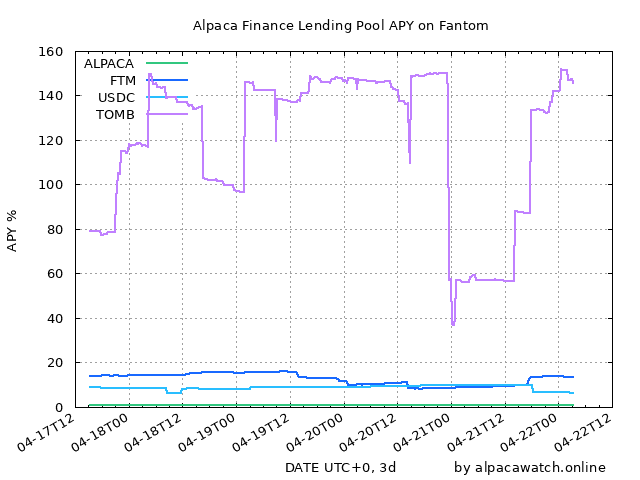 Alpaca Finance Lending Pool APY on Fantom
160
140
120
100
80
60
40
20
0
APY %
ALPACA
FTM
USDC
TOMB
04-17T12
04-18T00
04-18T12
04-19T00
04-19T12
04-20T00
04-20T12
04-21T00
04-21T12
04-22T00
04-22T12
DATE UTC+0, 3d
by alpacawatch.online